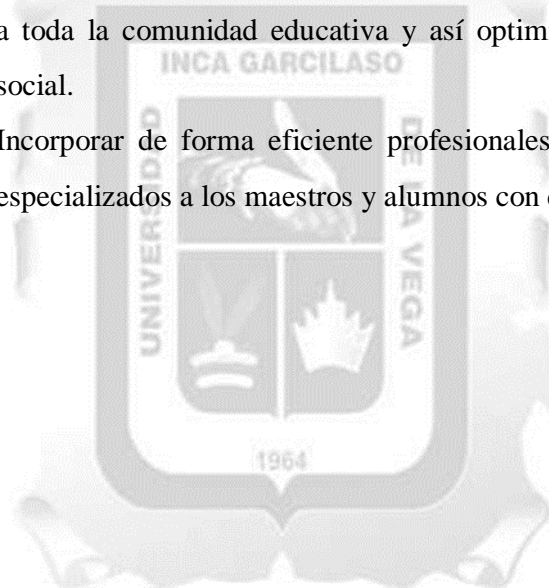 a toda la comunidad educativa y así optim
INCA GARCILASO
social.
Incorporar de forma eficiente profesionales
especializados a los maestros y alumnos con
UNIVERSIDAD
DE LA VEGA
1964